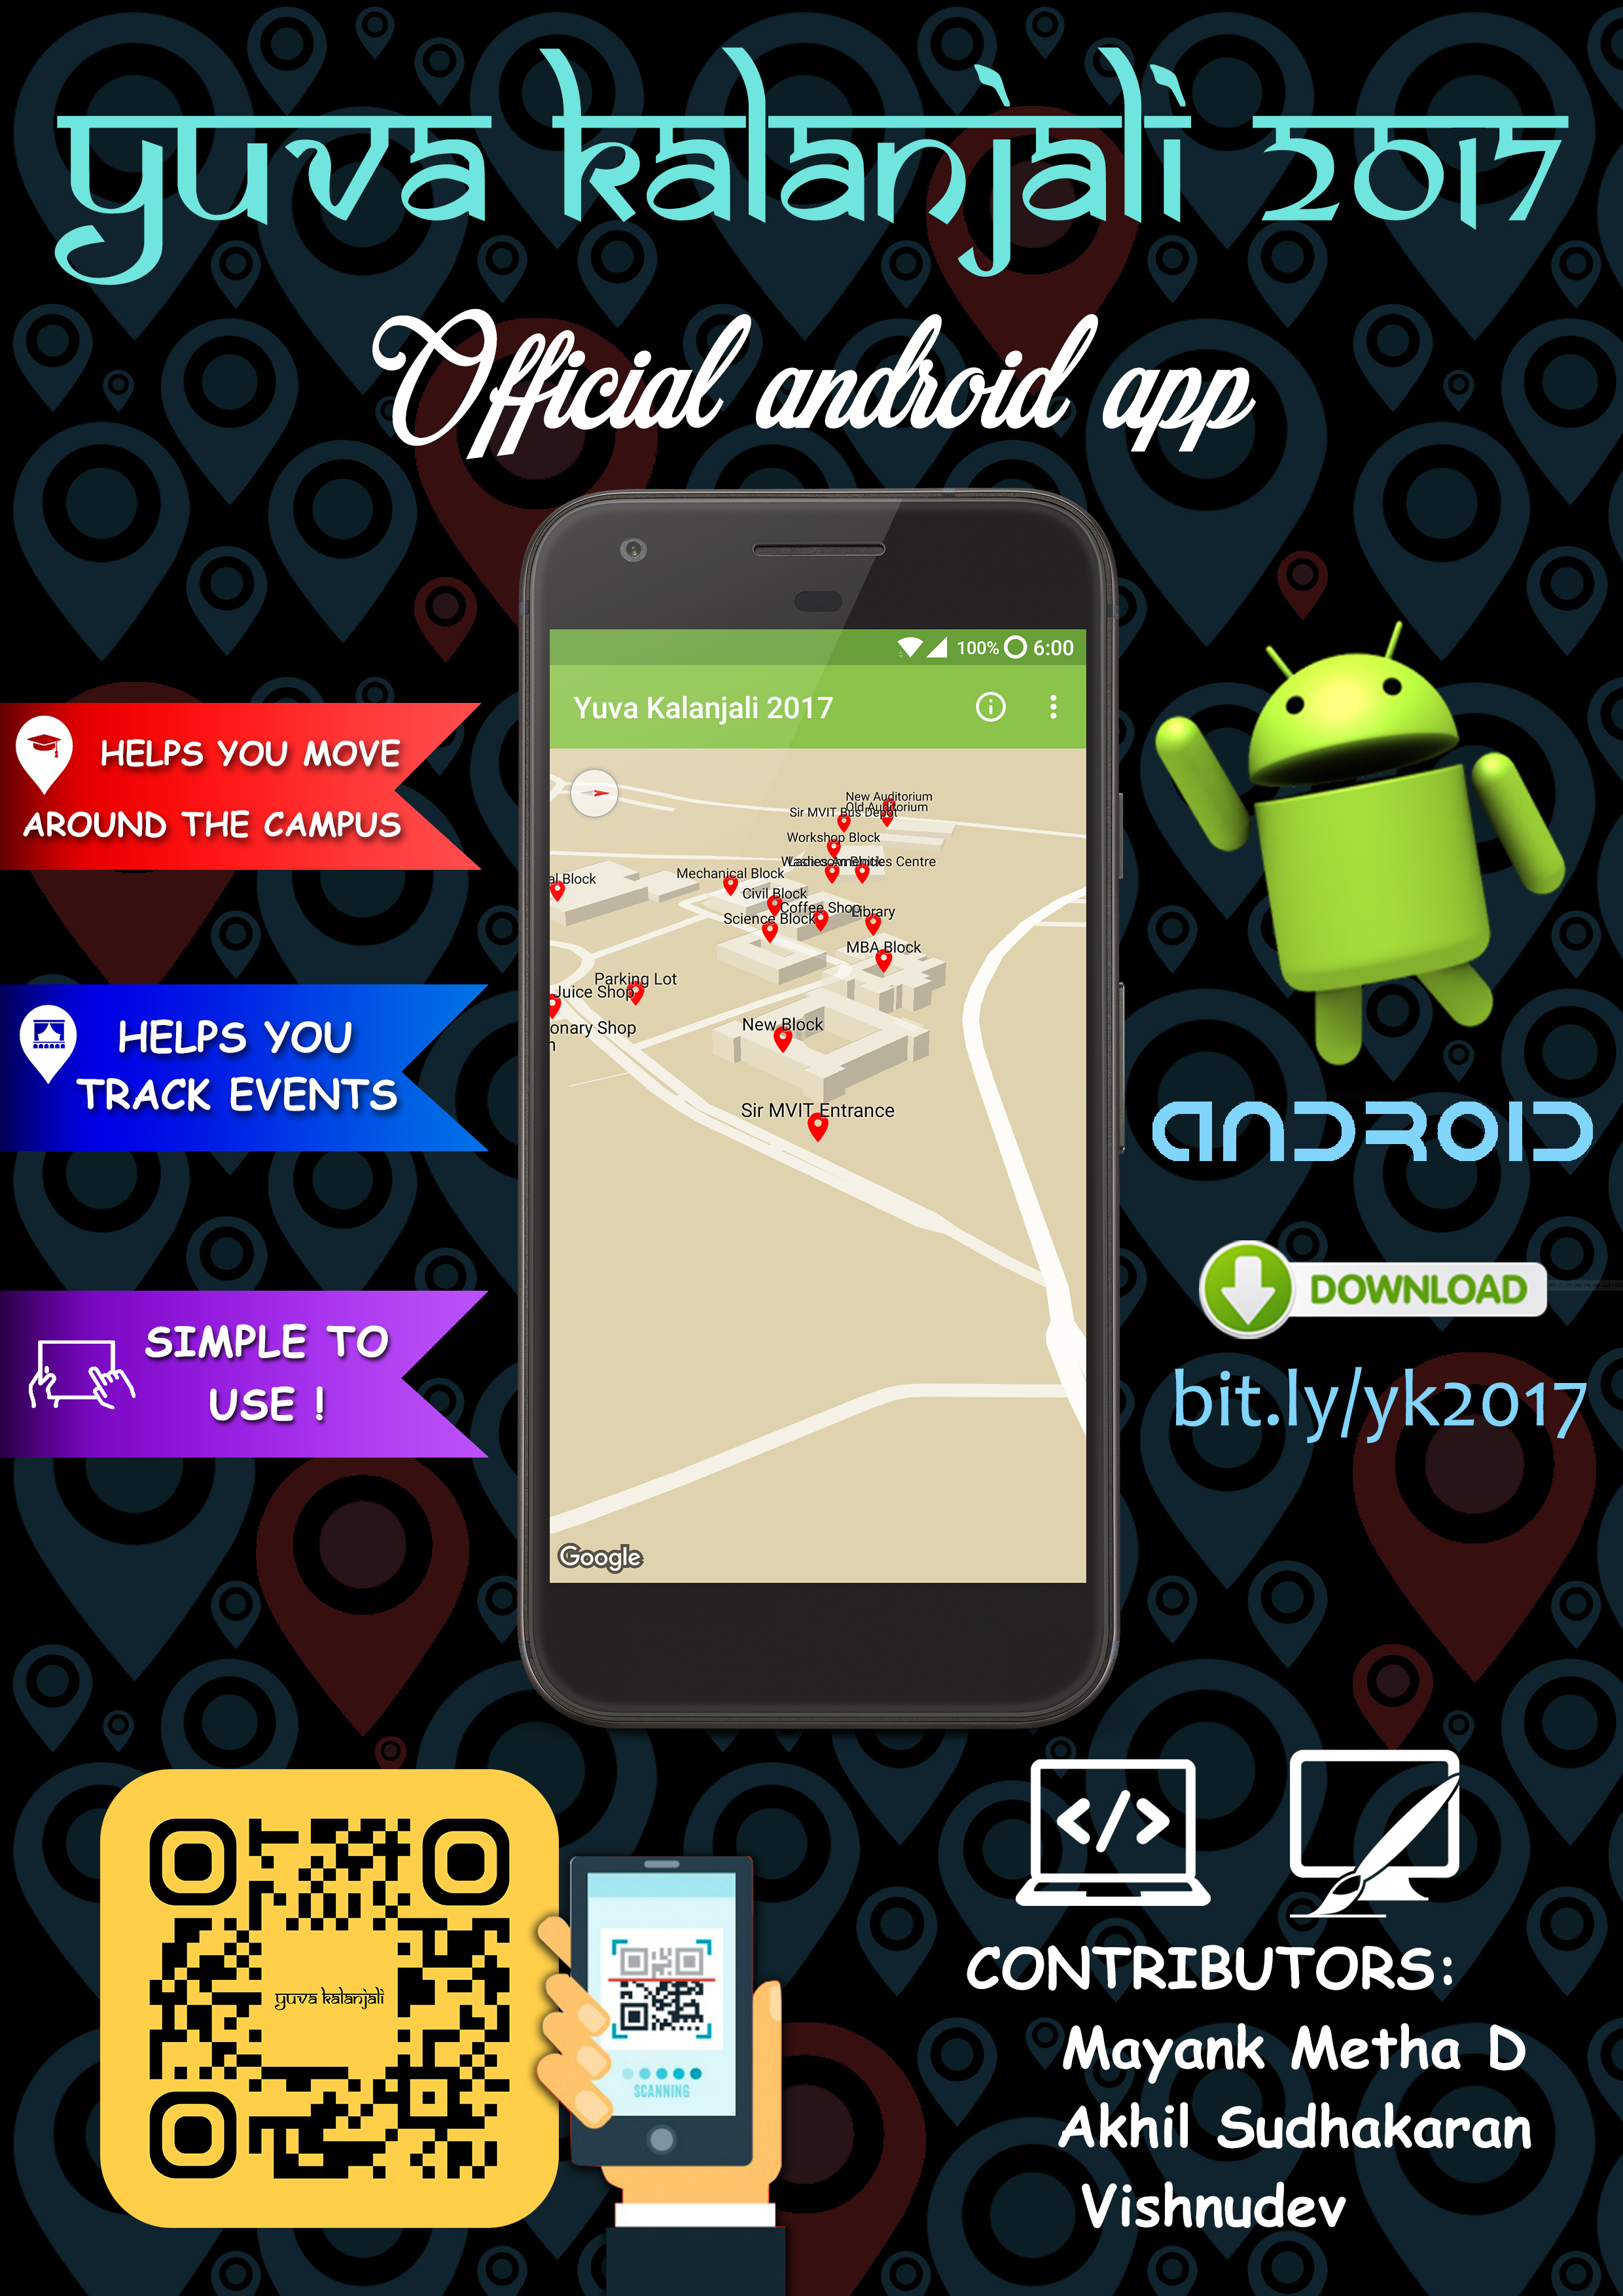 yuva kalanjali 2017
Official android app
100% 6:00
Yuva Kalanjali 2017
New Auditorium
Old Auditorium
Sir MVIT Bus Depot
Workshop Block
Centre
Mechanical Block
al Block
Civil Block
Coffee Shop
Library
Science Block
MBA Block
Parking Lot
Juice Shop
New Block
onary Shop
n
Sir MVIT Entrance
Google
HELPS YOU MOVE
AROUND THE CAMPUS
HELPS YOU
TRACK EVENTS
SIMPLE TO
USE !
ANDROID
DOWNLOAD
bit.ly/yk2017
yuva kalanjali
SCANNING
</>
CONTRIBUTORS:
Mayank Metha D
Akhil Sudhakaran
Vishnudev